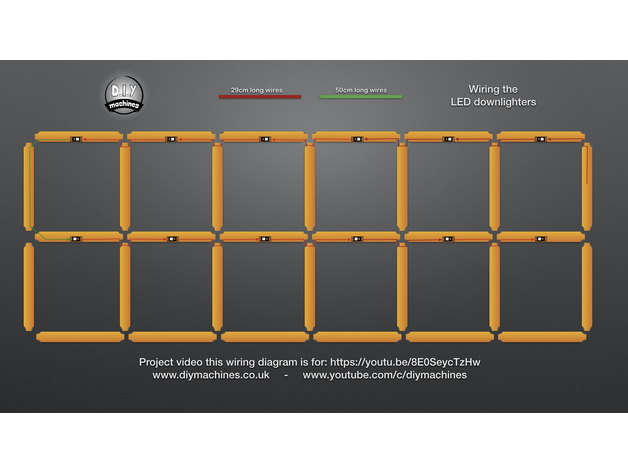 D.I.Y
machines
29cm long wires
50cm long wires
Wiring the
LED downlighters
Project video this wiring diagram is for: https://youtu.be/8E0SeycTzHw
www.diymachines.co.uk - www.youtube.com/c/diymachines